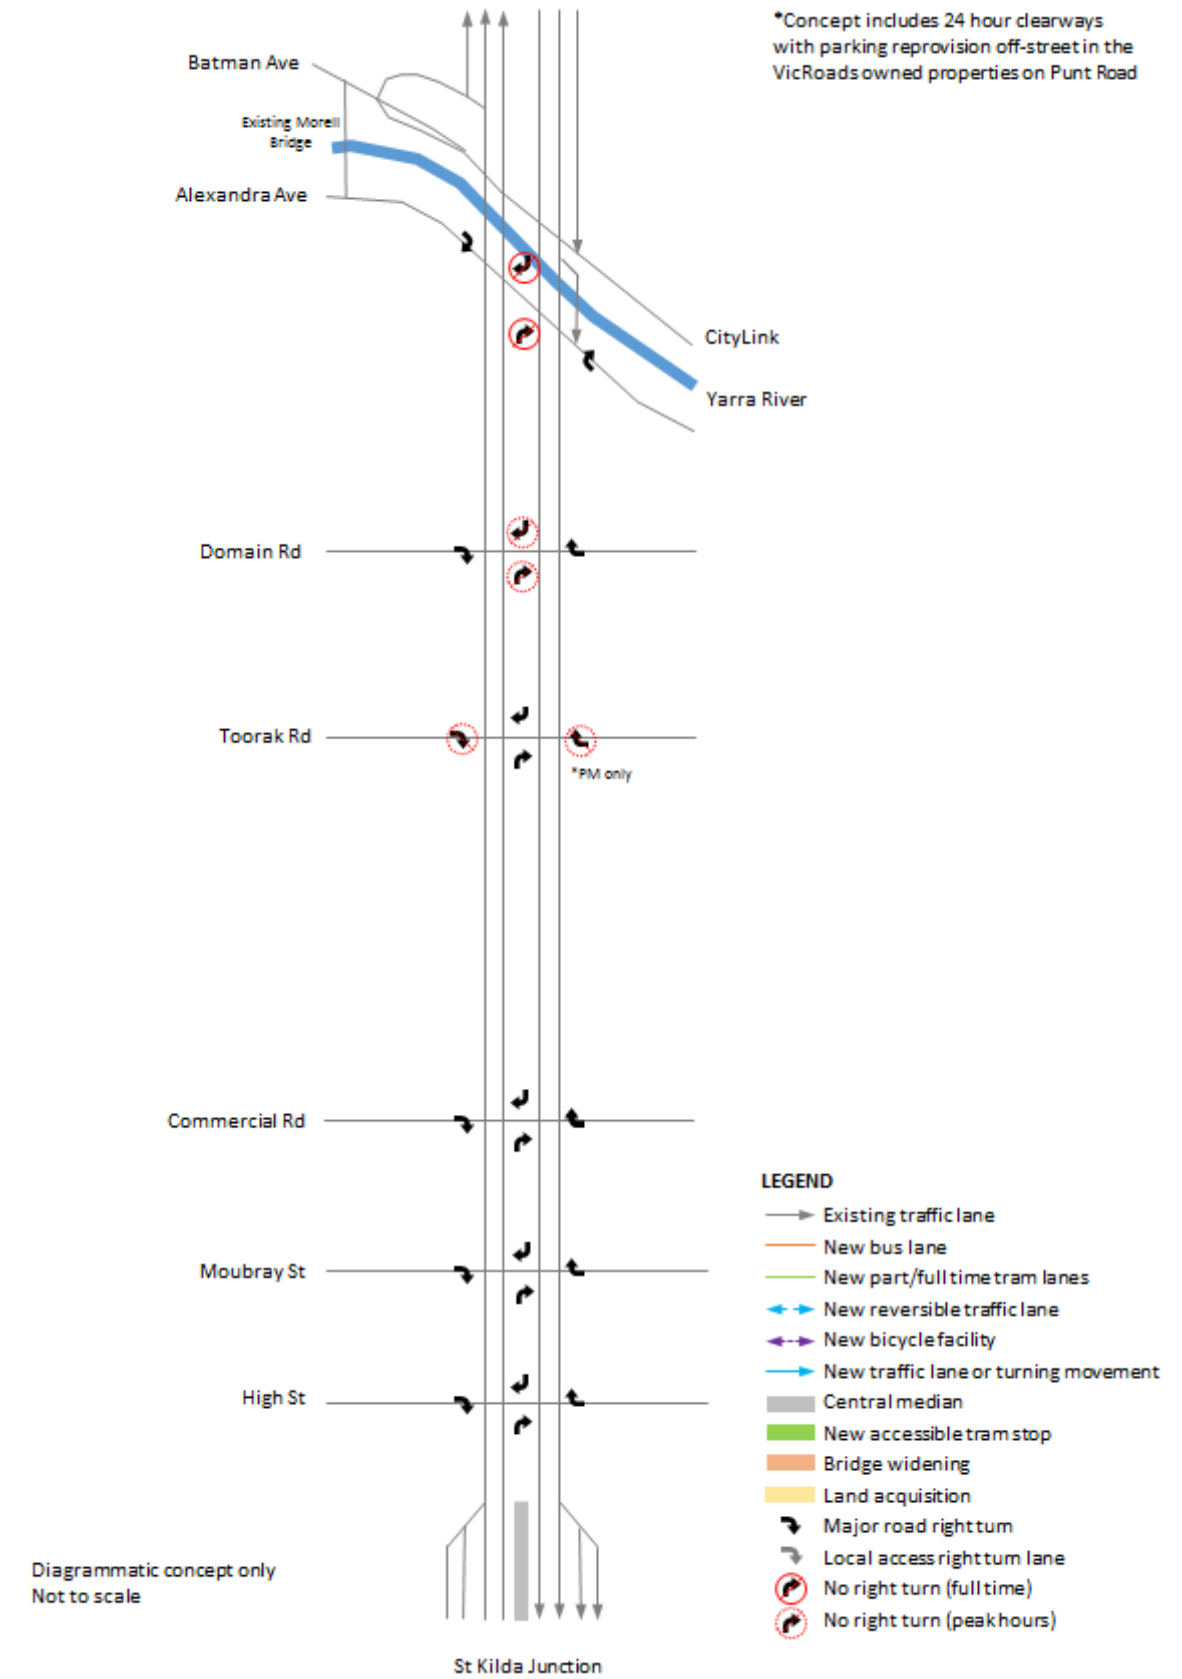 *Concept includes 24 hour clearways
with parking reprovision off-street in the
VicRoads owned properties on Punt Road
Batman Ave
Existing Morell
Bridge
Alexandra Ave
CityLink
Yarra River
Domain Rd
Toorak Rd
*PM only
Commercial Rd
Moubray St
High St
LEGEND
Existing traffic lane
New bus lane
New part/full time tram lanes
New reversible traffic lane
New bicycle facility
New traffic lane or turning movement
Central median
New accessible tram stop
Bridge widening
Land acquisition
Major road right turn
Local access right turn lane
No right turn (full time)
No right turn (peak hours)
Diagrammatic concept only
Not to scale
St Kilda Junction